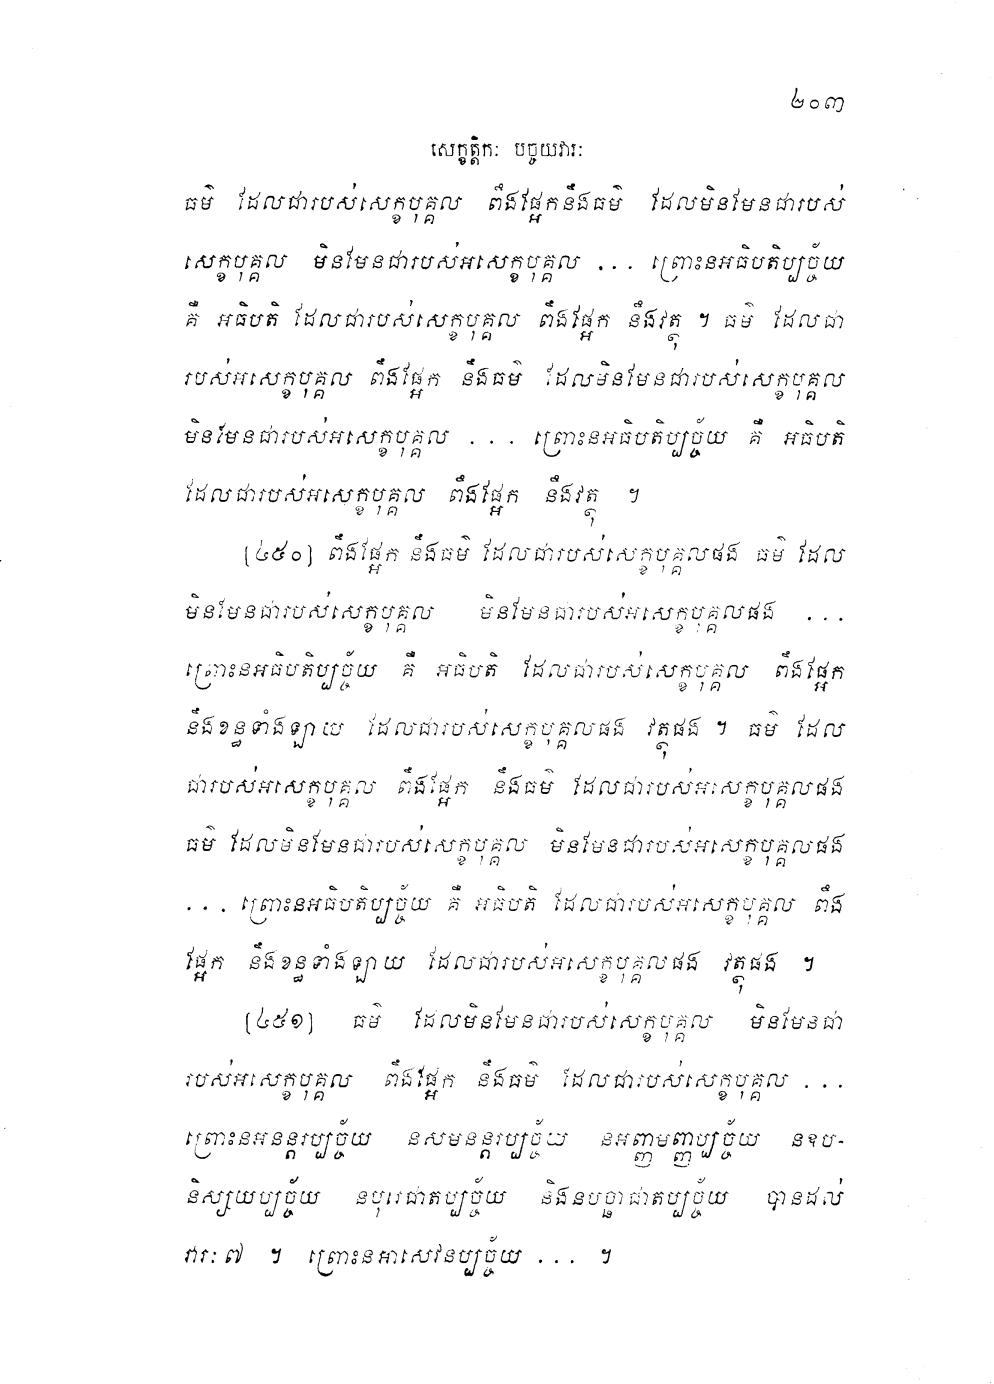 ២០៣
សេក្ខត្តិកៈ បច្ចយវារៈ
ធម៌ ដែលជារបស់សេក្ខបុគ្គល ពឹងផ្អែកនឹងធម៌ ដែលមិនមែនជារបស់
សេក្ខបុគ្គល មិនមែនជារបស់អសេក្ខបុគ្គល ... ព្រោះនអធិបតិប្បច្ច័យ
គឺ អធិបតិ ដែលជារបស់សេក្ខបុគ្គល ពឹងផ្អែក នឹងវត្ថុ ។ ធម៌ ដែលជា
របស់អសេក្ខបុគ្គល ពឹងផ្អែក នឹងធម៌ ដែលមិនមែនជារបស់សេក្ខបុគ្គល
មិនមែនជារបស់អសេក្ខបុគ្គល ... ព្រោះនអធិបតិប្បច្ច័យ គឺ អធិបតិ
ដែលជារបស់អសេក្ខបុគ្គល ពឹងផ្អែក នឹងវត្ថុ ។
[៤៥០] ពឹងផ្អែក នឹងធម៌ ដែលជារបស់សេក្ខបុគ្គលផង ធម៌ ដែល
មិនមែនជារបស់សេក្ខបុគ្គល មិនមែនជារបស់អសេក្ខបុគ្គលផង ...
ព្រោះនអធិបតិប្បច្ច័យ គឺ អធិបតិ ដែលជារបស់សេក្ខបុគ្គល ពឹងផ្អែក
នឹងខន្ធទាំងឡាយ ដែលជារបស់សេក្ខបុគ្គលផង វត្ថុផង ។ ធម៌ ដែល
ជារបស់អសេក្ខបុគ្គល ពឹងផ្អែក នឹងធម៌ ដែលជារបស់អសេក្ខបុគ្គលផង
ធម៌ ដែលមិនមែនជារបស់សេក្ខបុគ្គល មិនមែនជារបស់អសេក្ខបុគ្គលផង
... ព្រោះនអធិបតិប្បច្ច័យ គឺ អធិបតិ ដែលជារបស់អសេក្ខបុគ្គល ពឹង
ផ្អែក នឹងខន្ធទាំងឡាយ ដែលជារបស់អសេក្ខបុគ្គលផង វត្ថុផង ។
[៤៥១] ធម៌ ដែលមិនមែនជារបស់សេក្ខបុគ្គល មិនមែនជា
របស់អសេក្ខបុគ្គល ពឹងផ្អែក នឹងធម៌ ដែលជារបស់សេក្ខបុគ្គល ...
ព្រោះនអនន្តរប្បច្ច័យ នសមនន្តរប្បច្ច័យ នអញ្ញមញ្ញប្បច្ច័យ នឧប-
និស្សយប្បច្ច័យ នបុរេជាតប្បច្ច័យ និងនបច្ឆាជាតប្បច្ច័យ បានដល់
វារៈ ៧ ។ ព្រោះនអាសេវនប្បច្ច័យ ... ។